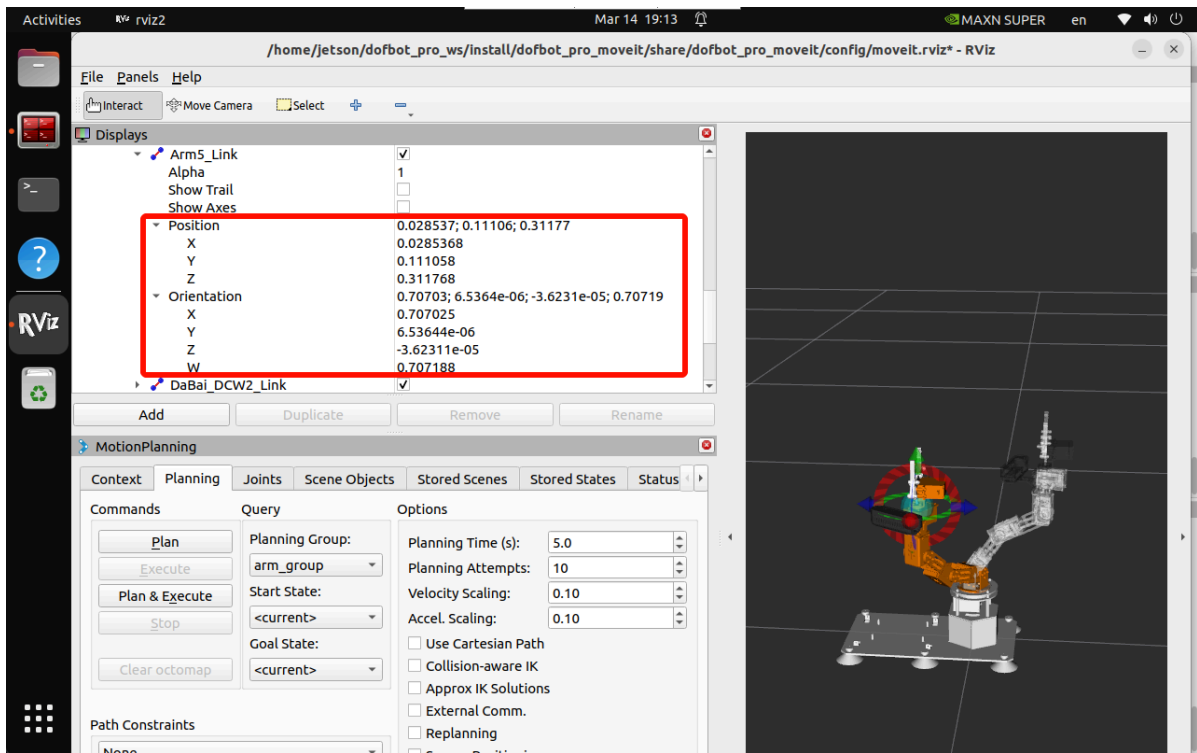 Activities
RViz rviz2
Mar 14 19:13
MAXN SUPER
en
/home/jetson/dofbot_pro_ws/install/dofbot_pro_moveit/share/dofbot_pro_moveit/config/moveit.rviz* - RViz
File Panels Help
Interact Move Camera Select
Displays
Arm5_Link
Alpha 1
Show Trail
Show Axes
Position 0.028537; 0.11106; 0.31177
X 0.0285368
Y 0.111058
Z 0.311768
Orientation 0.70703; 6.5364e-06; -3.6231e-05; 0.70719
X 0.707025
Y 6.53644e-06
Z -3.62311e-05
W 0.707188
DaBai_DCW2_Link
Add Duplicate Remove Rename
MotionPlanning
Context Planning Joints Scene Objects Stored Scenes Stored States Status
Commands Query Options
Plan
Execute
Plan & Execute
Stop
Clear octomap
Planning Group:
arm_group
Start State:
<current>
Goal State:
<current>
Planning Time (s): 5.0
Planning Attempts: 10
Velocity Scaling: 0.10
Accel. Scaling: 0.10
Use Cartesian Path
Collision-aware IK
Approx IK Solutions
External Comm.
Replanning
Path Constraints
None
>_
?
RViz